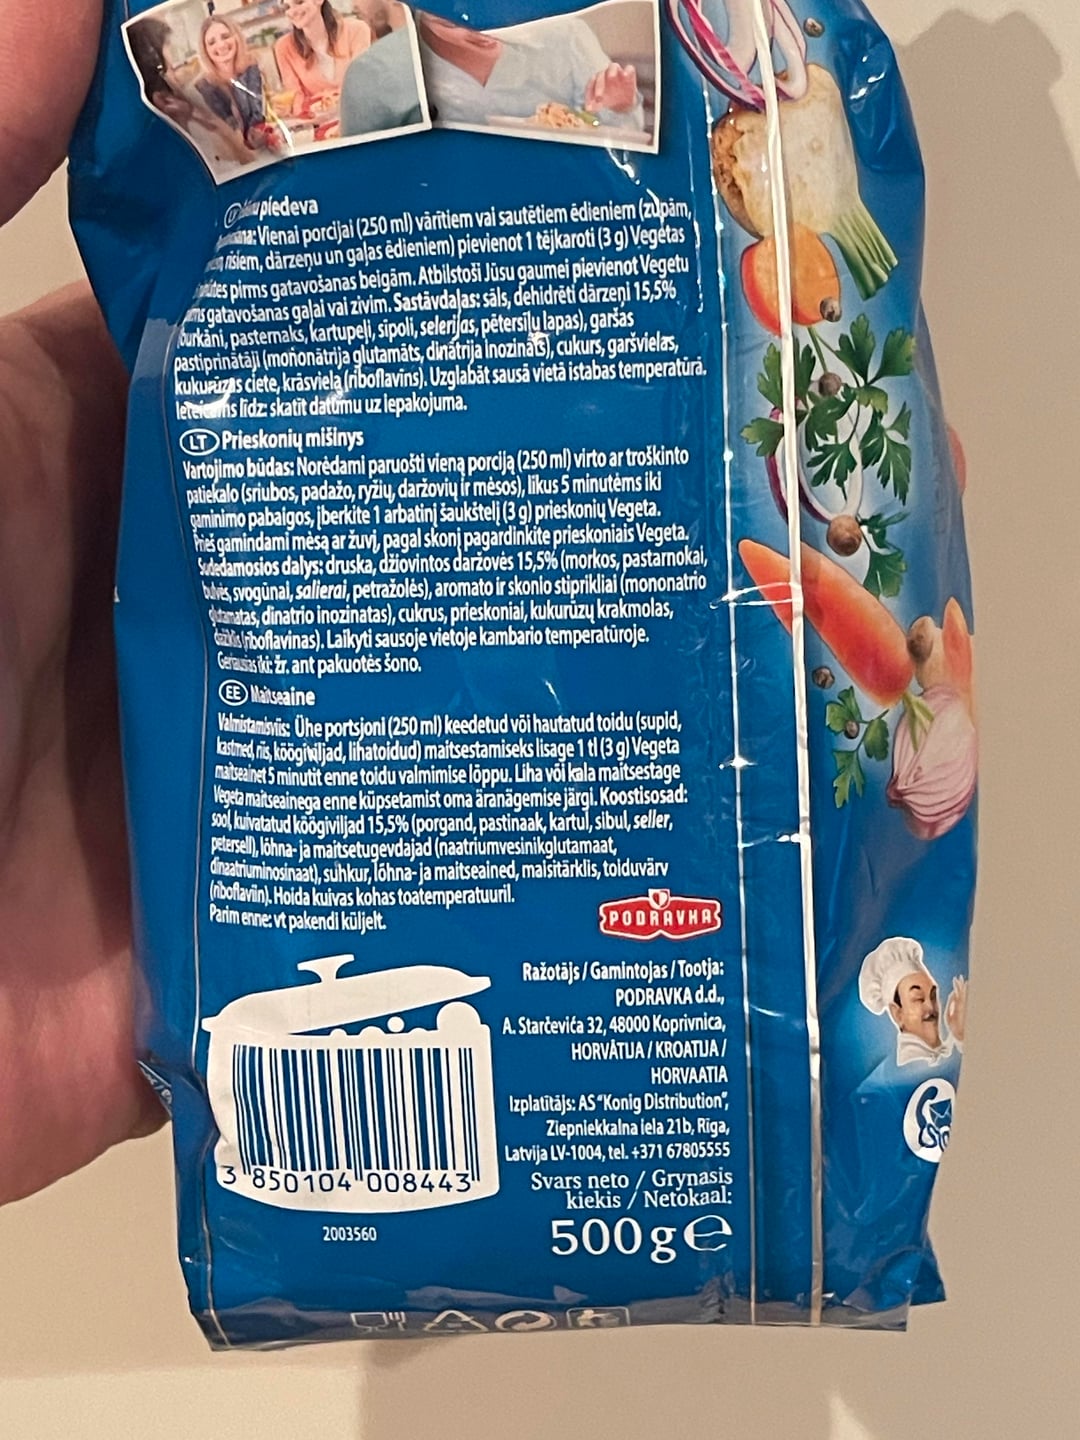 LV piedeva
Vienai porcijai (250 ml) vārītiem vai sautētiem ēdieniem (zupām,
rīsiem, dārzeņu un gaļas ēdieniem) pievienot 1 tējkaroti (3 g) Vegetas
pirms gatavošanas beigām. Atbilstoši Jūsu gaumei pievienot Vegetu
gatavošanas gaļai vai zivīm. Sastāvdaļas: sāls, dehidrēti dārzeņi 15,5%
burkāni, pasternaks, kartupeļi, sīpoli, selerijas, pētersīļu lapas), garšas
pastiprinātāji (mononātrija glutamāts, dinātrija inozināts), cukurs, garšvielas,
kukurūzas ciete, krāsviela (riboflavīns). Uzglabāt sausā vietā istabas temperatūrā.
Ieteicams līdz: skatīt datumu uz iepakojuma.
LT Prieskonių mišinys
Vartojimo būdas: Norėdami paruošti vieną porciją (250 ml) virto ar troškinto
patiekalo (sriubos, padažo, ryžių, daržovių ir mėsos), likus 5 minutėms iki
gaminimo pabaigos, įberkite 1 arbatinį šaukštelį (3 g) prieskonių Vegeta.
Prieš gamindami mėsą ar žuvį, pagal skonį pagardinkite prieskoniais Vegeta.
Sudedamosios dalys: druska, džiovintos daržovės 15,5% (morkos, pastarnokai,
bulvės, svogūnai, salierai, petražolės), aromato ir skonio stiprikliai (mononatrio
glutamatas, dinatrio inozinatas), cukrus, prieskoniai, kukurūzų krakmolas,
dažiklis (riboflavinas). Laikyti sausoje vietoje kambario temperatūroje.
Geriausias iki: žr. ant pakuotės šono.
EE Maitseaine
Valmistamisviis: Ühe portsjoni (250 ml) keedetud või hautatud toidu (supid,
kastmed, riis, köögiviljad, lihatoidud) maitsestamiseks lisage 1 tl (3 g) Vegeta
maitseainet 5 minutit enne toidu valmimise lõppu. Liha või kala maitsestage
Vegeta maitseainega enne küpsetamist oma äranägemise järgi. Koostisosad:
sool, kuivatatud köögiviljad 15,5% (porgand, pastinaak, kartul, sibul, seller,
petersell), lõhna- ja maitsetugevdajad (naatriumvesinikglutamaat,
dinaatriuminosinaat), suhkur, lõhna- ja maitseained, maisitärklis, toiduvärv
(riboflaviin). Hoida kuivas kohas toatemperatuuril.
Parim enne: vt pakendi küljelt.
PODRAVKA
Ražotājs / Gamintojas / Tootja:
PODRAVKA d.d.,
A. Starčevića 32, 48000 Koprivnica,
HORVĀTIJA / KROATIJA /
HORVAATIA
Izplatītājs: AS "Konig Distribution",
Ziepniekkalna iela 21b, Rīga,
Latvija LV-1004, tel. +371 67805555
Svars neto / Grynasis
kiekis / Netokaal:
500 g e
3 850104 008443
2003560